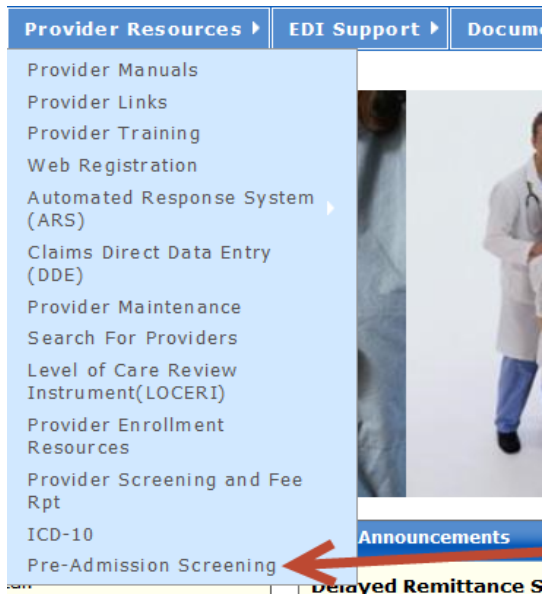 Provider Resources EDI Support
Provider Manuals
Provider Links
Provider Training
Web Registration
Automated Response System
(ARS)
Claims Direct Data Entry
(DDE)
Provider Maintenance
Search For Providers
Level of Care Review
Instrument(LOCERI)
Provider Enrollment
Resources
Provider Screening and Fee
Rpt
ICD-10
Pre-Admission Screening
Announcements
Delayed Remittance S